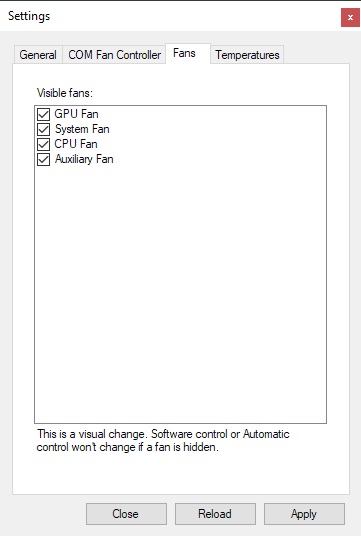 Settings
x
General COM Fan Controller Fans Temperatures
Visible fans:
GPU Fan
System Fan
CPU Fan
Auxiliary Fan
This is a visual change. Software control or Automatic
control won't change if a fan is hidden.
Close Reload Apply